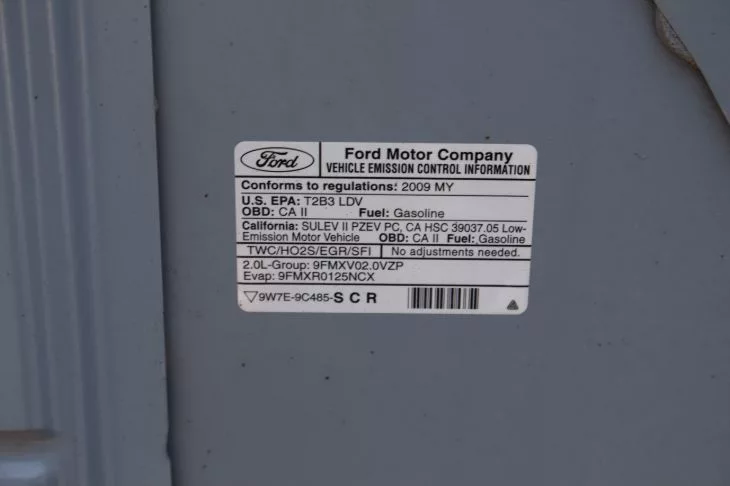 Ford
Ford Motor Company
VEHICLE EMISSION CONTROL INFORMATION
Conforms to regulations: 2009 MY
U.S. EPA: T2B3 LDV
OBD: CA II Fuel: Gasoline
California: SULEV II PZEV PC, CA HSC 39037.05 Low-
Emission Motor Vehicle OBD: CA II Fuel: Gasoline
TWC/HO2S/EGR/SFI No adjustments needed.
2.0L-Group: 9FMXV02.0VZP
Evap: 9FMXR0125NCX
9W7E-9C485-S C R